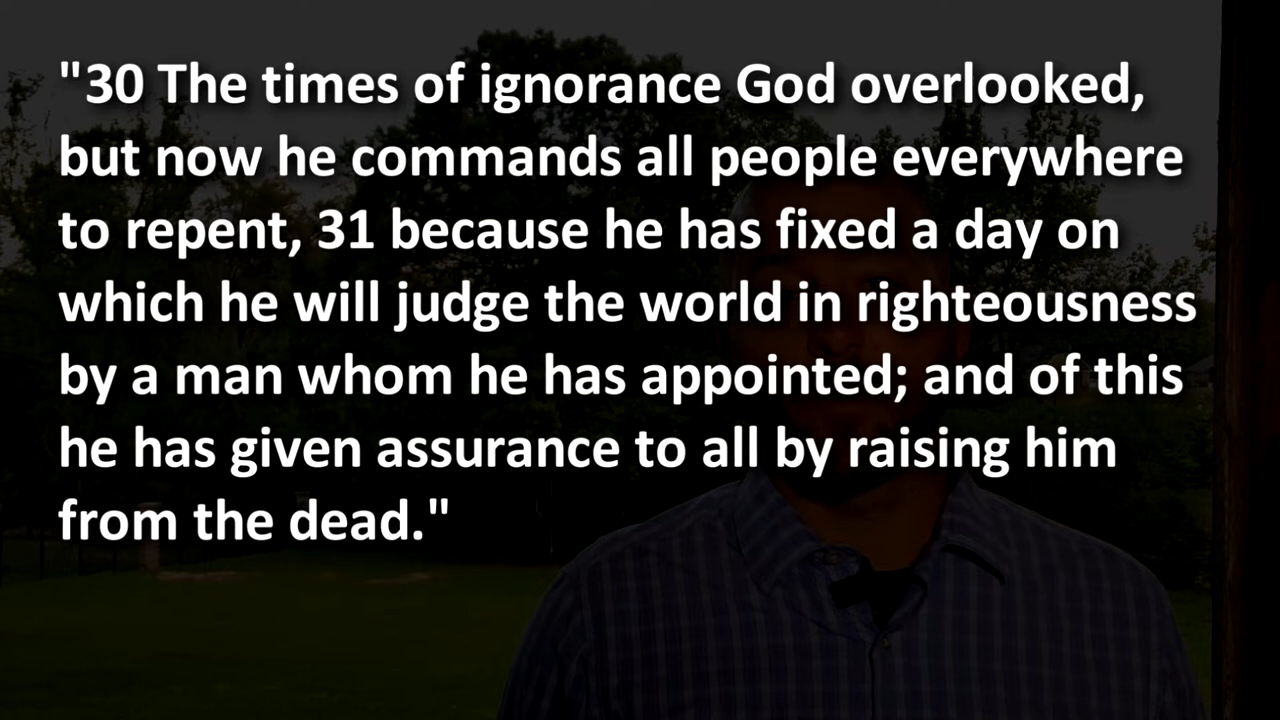 "30 The times of ignorance God overlooked,
but now he commands all people everywhere
to repent, 31 because he has fixed a day on
which he will judge the world in righteousness
by a man whom he has appointed; and of this
he has given assurance to all by raising him
from the dead."